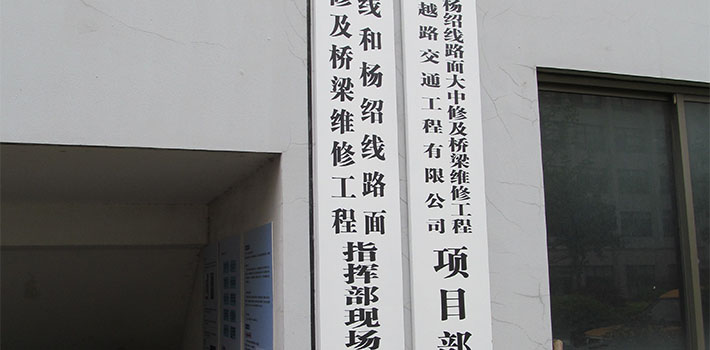 杨绍线路面大中修及桥梁维修工程
越路交通工程有限公司
项目部
线和杨绍线路面
修及桥梁维修工程
指挥部现场